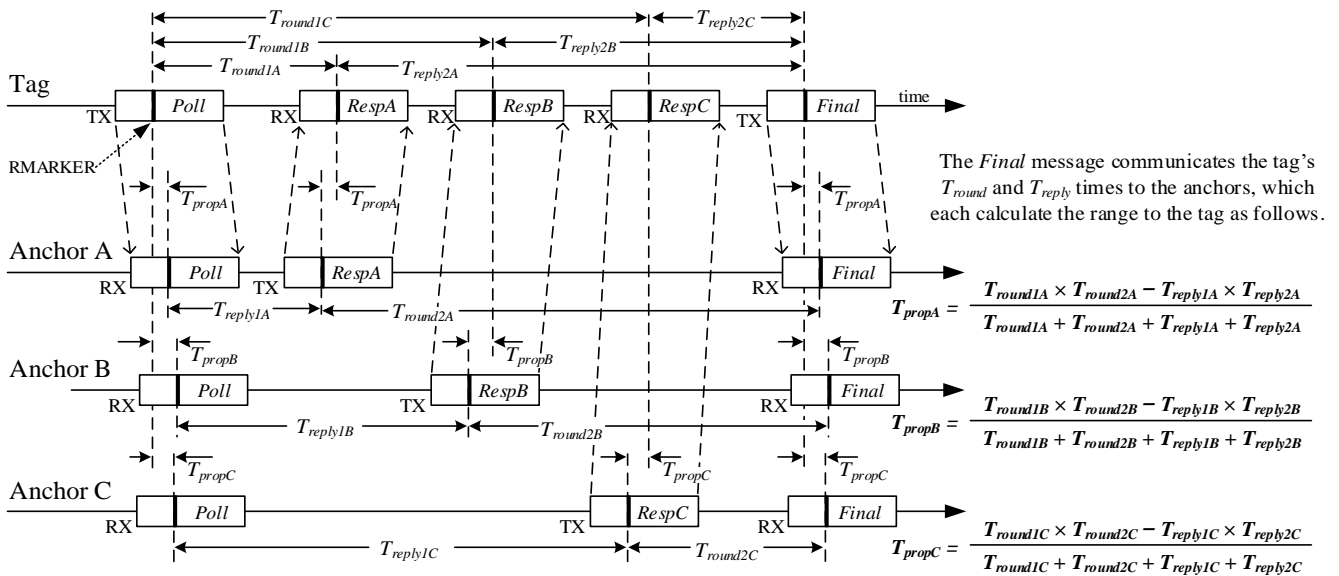 T_round1C T_reply2C
T_round1B T_reply2B
T_round1A T_reply2A
Tag
Poll RespA RespB RespC Final time
TX RX RX RX TX
RMARKER
T_propA T_propA T_propA
The Final message communicates the tag's
T_round and T_reply times to the anchors, which
each calculate the range to the tag as follows.
Anchor A
Poll RespA Final
RX TX RX
T_reply1A T_round2A
T_propA = (T_round1A × T_round2A − T_reply1A × T_reply2A) / (T_round1A + T_round2A + T_reply1A + T_reply2A)
T_propB T_propB T_propB
Anchor B
Poll RespB Final
RX TX RX
T_reply1B T_round2B
T_propB = (T_round1B × T_round2B − T_reply1B × T_reply2B) / (T_round1B + T_round2B + T_reply1B + T_reply2B)
T_propC T_propC T_propC
Anchor C
Poll RespC Final
RX TX RX
T_reply1C T_round2C
T_propC = (T_round1C × T_round2C − T_reply1C × T_reply2C) / (T_round1C + T_round2C + T_reply1C + T_reply2C)